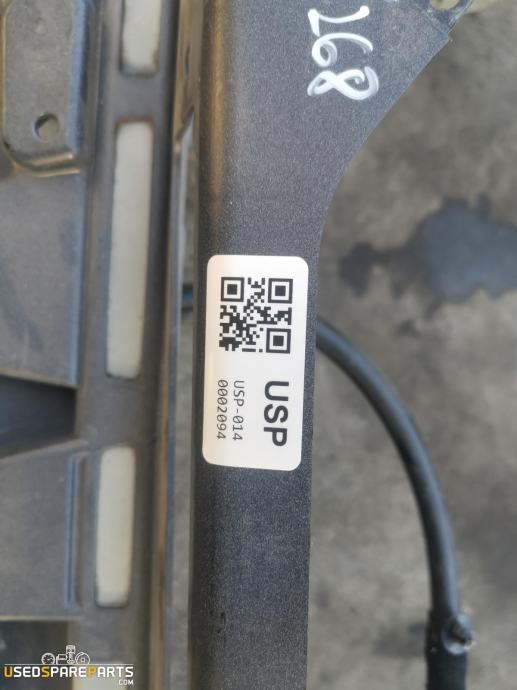 268
USP
USP-014
0002094
USEDSPAREPARTS
.COM